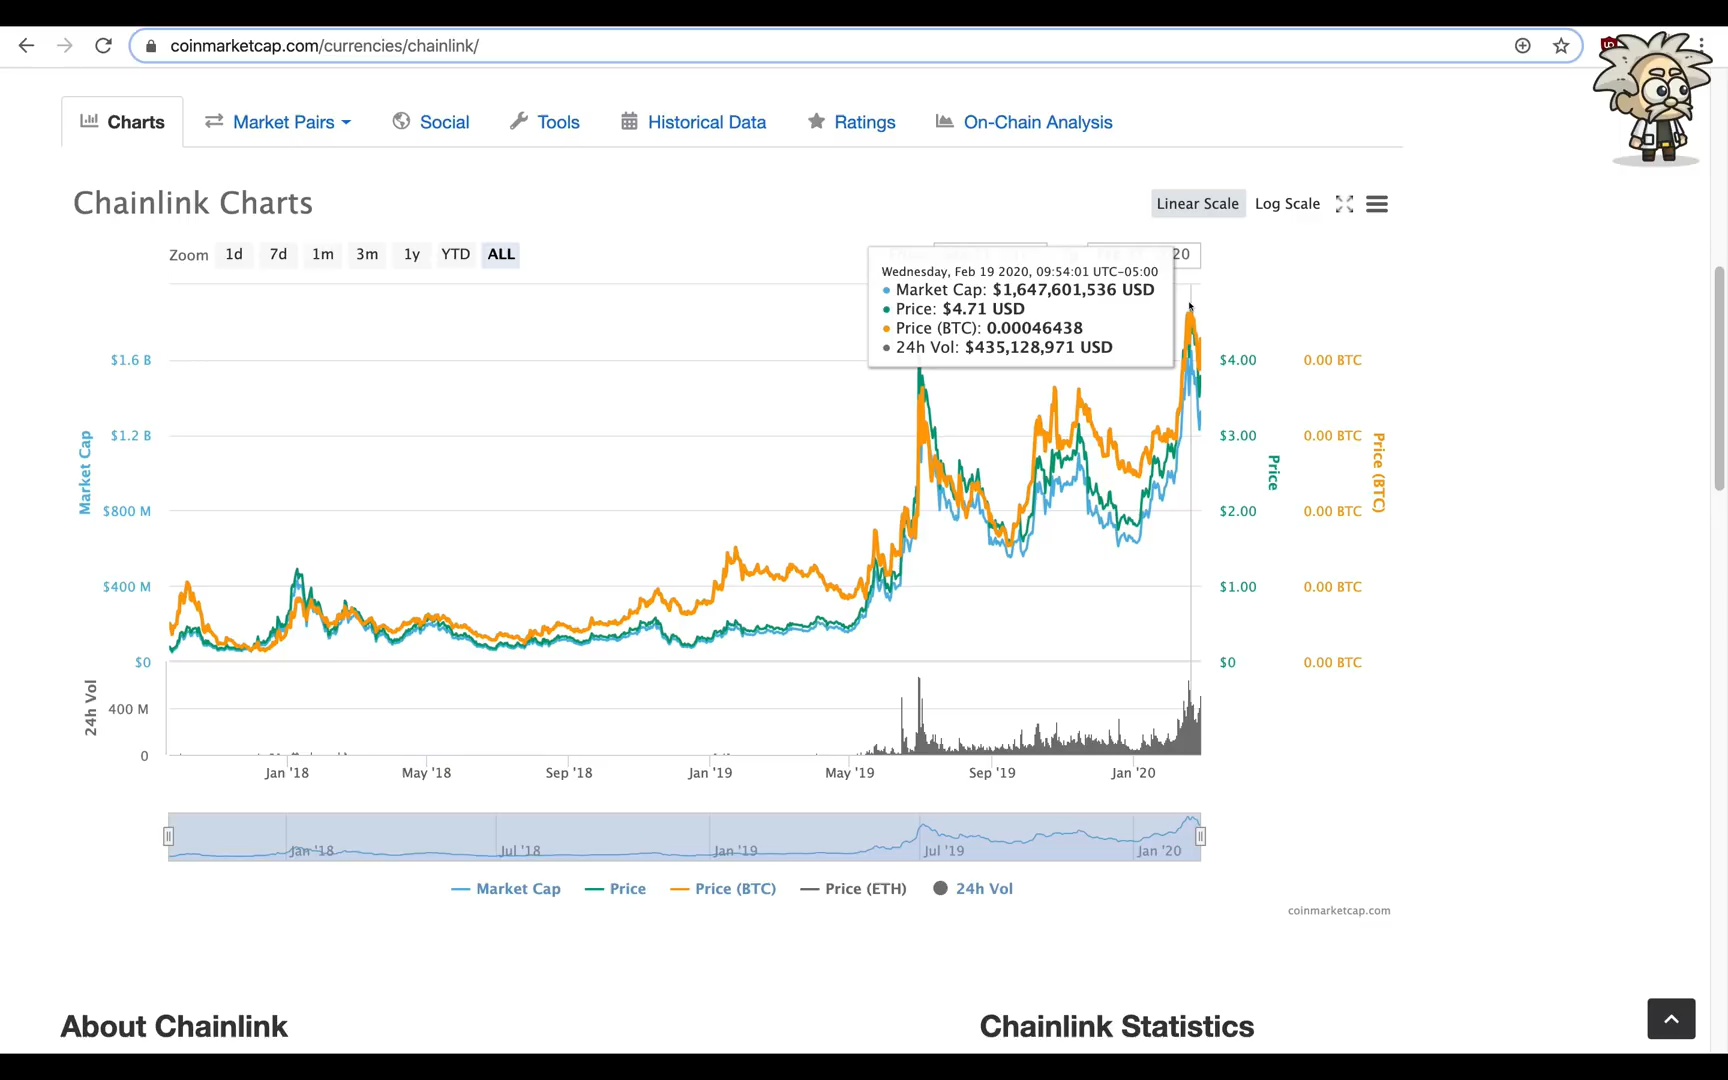 coinmarketcap.com/currencies/chainlink/
Charts
Market Pairs
Social
Tools
Historical Data
Ratings
On-Chain Analysis
Chainlink Charts
Linear Scale
Log Scale
Zoom
1d
7d
1m
3m
1y
YTD
ALL
20
Wednesday, Feb 19 2020, 09:54:01 UTC-05:00
Market Cap: $1,647,601,536 USD
Price: $4.71 USD
Price (BTC): 0.00046438
24h Vol: $435,128,971 USD
$1.6 B
$4.00
0.00 BTC
$1.2 B
$3.00
0.00 BTC
Market Cap
Price
Price (BTC)
$800 M
$2.00
0.00 BTC
$400 M
$1.00
0.00 BTC
$0
$0
0.00 BTC
24h Vol
400 M
0
Jan '18
May '18
Sep '18
Jan '19
May '19
Sep '19
Jan '20
Jan '18
Jul '18
Jan '19
Jul '19
Jan '20
Market Cap
Price
Price (BTC)
Price (ETH)
24h Vol
coinmarketcap.com
About Chainlink
Chainlink Statistics